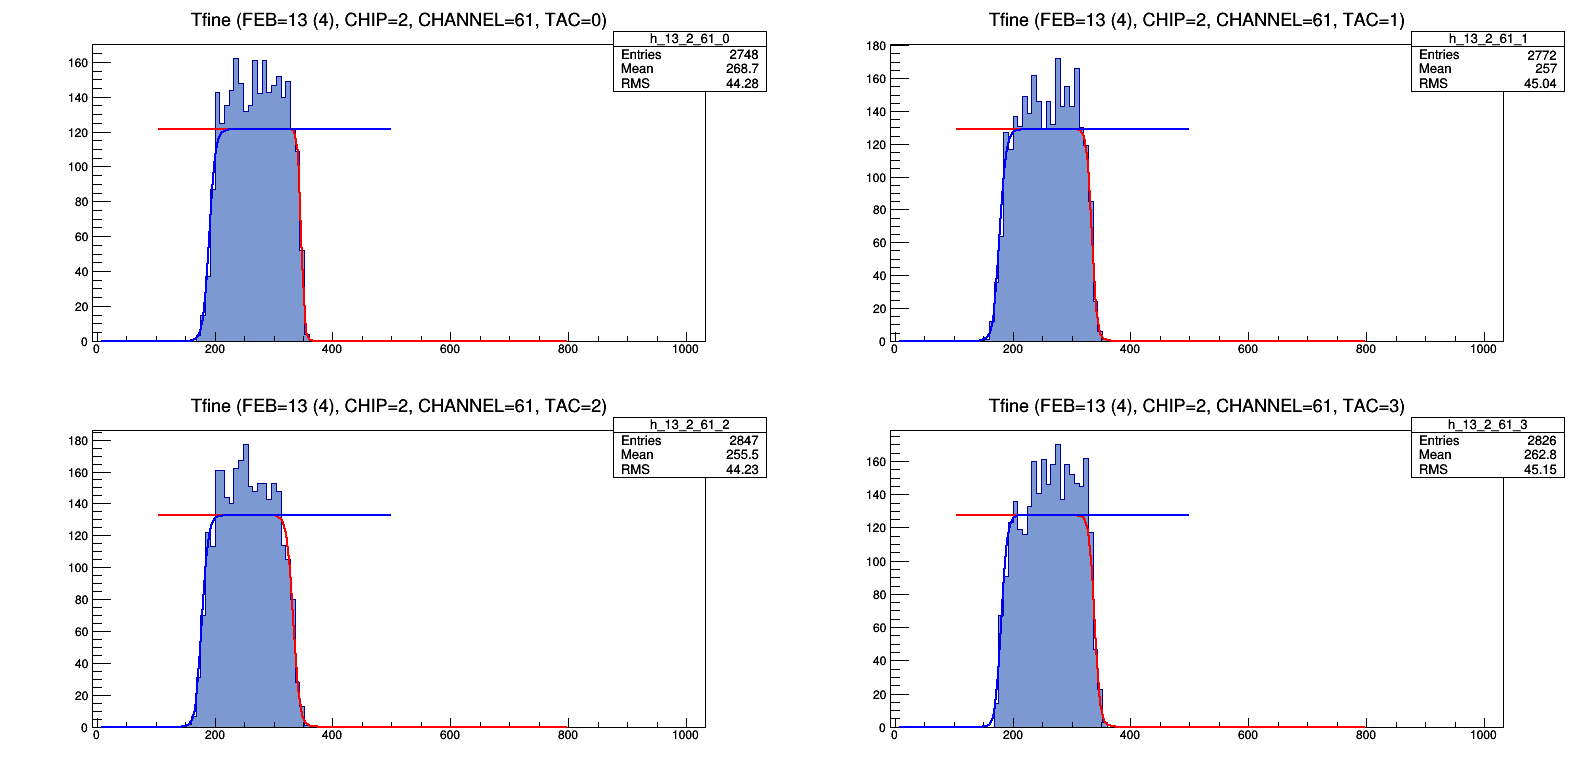 Tfine (FEB=13 (4), CHIP=2, CHANNEL=61, TAC=0)
h_13_2_61_0
Entries 2748
Mean 268.7
RMS 44.28
160
140
120
100
80
60
40
20
0
0 200 400 600 800 1000
Tfine (FEB=13 (4), CHIP=2, CHANNEL=61, TAC=1)
h_13_2_61_1
Entries 2772
Mean 257
RMS 45.04
180
160
140
120
100
80
60
40
20
0
0 200 400 600 800 1000
Tfine (FEB=13 (4), CHIP=2, CHANNEL=61, TAC=2)
h_13_2_61_2
Entries 2847
Mean 255.5
RMS 44.23
180
160
140
120
100
80
60
40
20
0
0 200 400 600 800 1000
Tfine (FEB=13 (4), CHIP=2, CHANNEL=61, TAC=3)
h_13_2_61_3
Entries 2826
Mean 262.8
RMS 45.15
160
140
120
100
80
60
40
20
0
0 200 400 600 800 1000